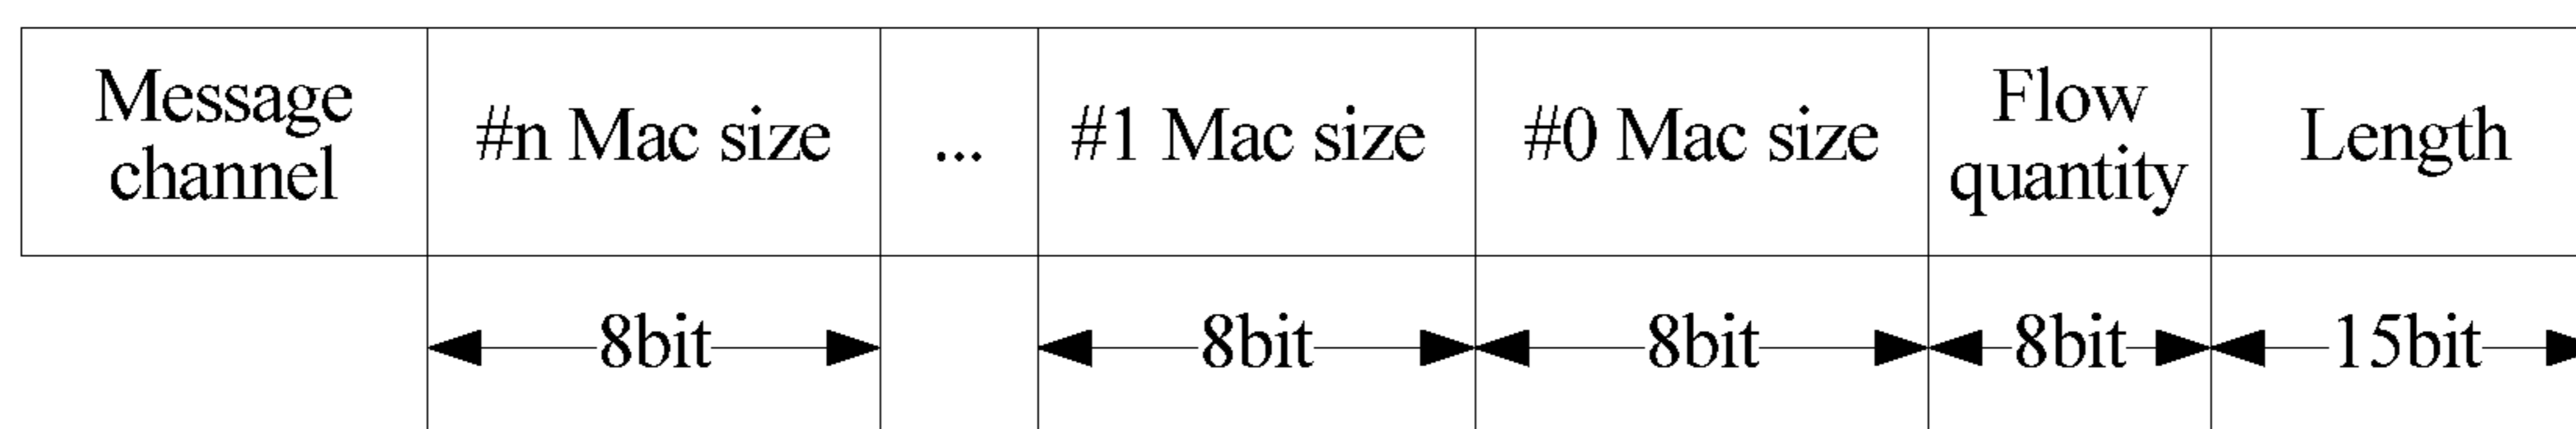 Message
channel
#n Mac size
...
#1 Mac size
#0 Mac size
Flow
quantity
Length
8bit
8bit
8bit
8bit
15bit